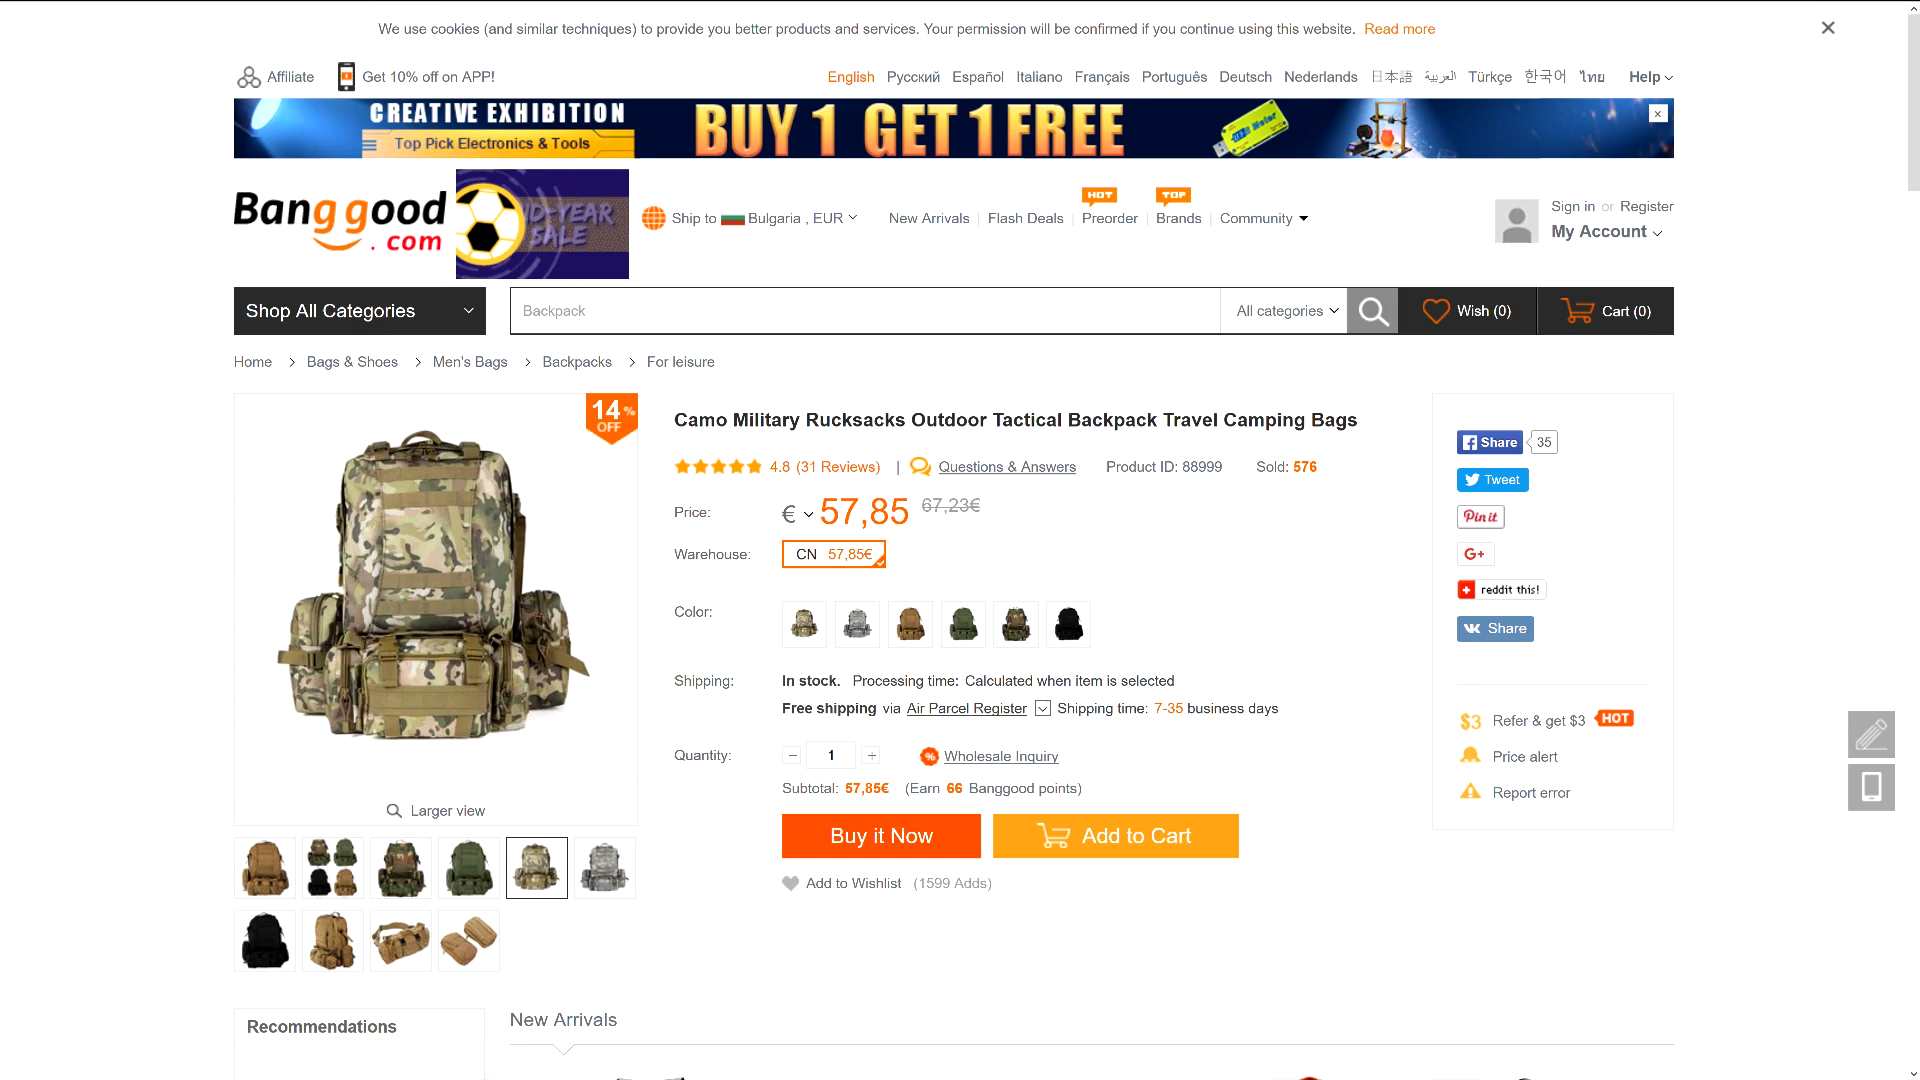 We use cookies (and similar techniques) to provide you better products and services. Your permission will be confirmed if you continue using this website. Read more
Affiliate
Get 10% off on APP!
English Русский Español Italiano Français Português Deutsch Nederlands 日本語 العربية Türkçe 한국어 ไทย Help
CREATIVE EXHIBITION
Top Pick Electronics & Tools
BUY 1 GET 1 FREE
Banggood.com
MID-YEAR SALE
Ship to Bulgaria , EUR
New Arrivals
Flash Deals
HOT
Preorder
TOP
Brands
Community
Sign in or Register
My Account
Shop All Categories
Backpack
All categories
Wish (0)
Cart (0)
Home > Bags & Shoes > Men's Bags > Backpacks > For leisure
14% OFF
Larger view
Camo Military Rucksacks Outdoor Tactical Backpack Travel Camping Bags
4.8 (31 Reviews) | Questions & Answers Product ID: 88999 Sold: 576
Price: € 57,85 67,23€
Warehouse: CN 57,85€
Color:
Shipping: In stock. Processing time: Calculated when item is selected
Free shipping via Air Parcel Register Shipping time: 7-35 business days
Quantity: − 1 + Wholesale Inquiry
Subtotal: 57,85€ (Earn 66 Banggood points)
Buy it Now
Add to Cart
Add to Wishlist (1599 Adds)
Share 35
Tweet
Pin it
G+
reddit this!
Share
$3 Refer & get $3 HOT
Price alert
Report error
Recommendations
New Arrivals